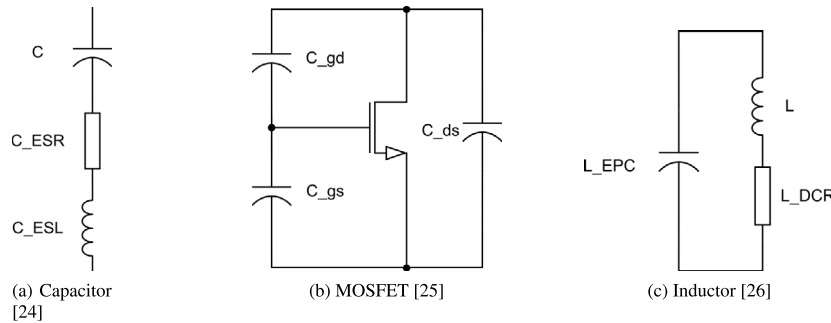 C
C_ESR
C_ESL
(a) Capacitor
[24]
C_gd
C_gs
C_ds
(b) MOSFET [25]
L_EPC
L
L_DCR
(c) Inductor [26]